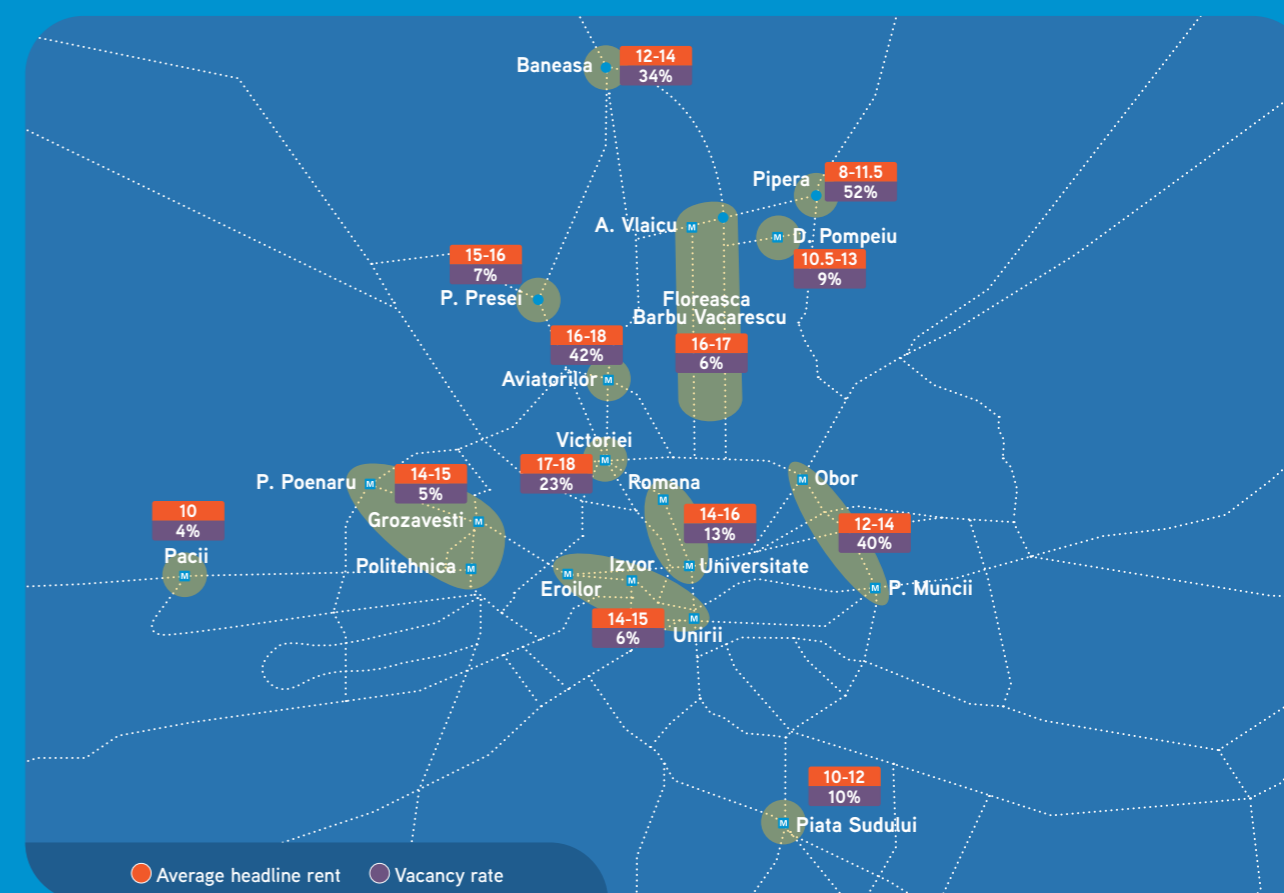 Baneasa
12-14
34%
Pipera
8-11.5
52%
A. Vlaicu
M
M
D. Pompeiu
10.5-13
9%
15-16
7%
P. Presei
Floreasca
Barbu Vacarescu
16-17
6%
16-18
42%
Aviatorilor
M
Victoriei
M
17-18
23%
Romana
M
14-16
13%
M
Universitate
M
Obor
12-14
40%
M
P. Muncii
P. Poenaru
M
14-15
5%
Grozavesti
M
Politehnica
M
10
4%
Pacii
M
Izvor
M
M
Eroilor
14-15
6%
M
Unirii
10-12
10%
M
Piata Sudului
Average headline rent
Vacancy rate